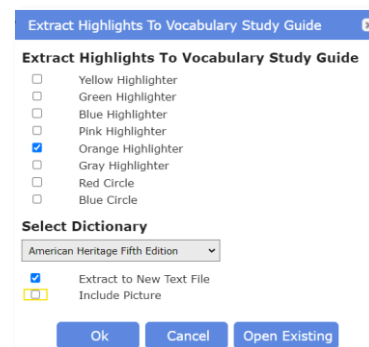 Extract Highlights To Vocabulary Study Guide
Extract Highlights To Vocabulary Study Guide
Yellow Highlighter
Green Highlighter
Blue Highlighter
Pink Highlighter
Orange Highlighter
Gray Highlighter
Red Circle
Blue Circle
Select Dictionary
American Heritage Fifth Edition
Extract to New Text File
Include Picture
Ok Cancel Open Existing